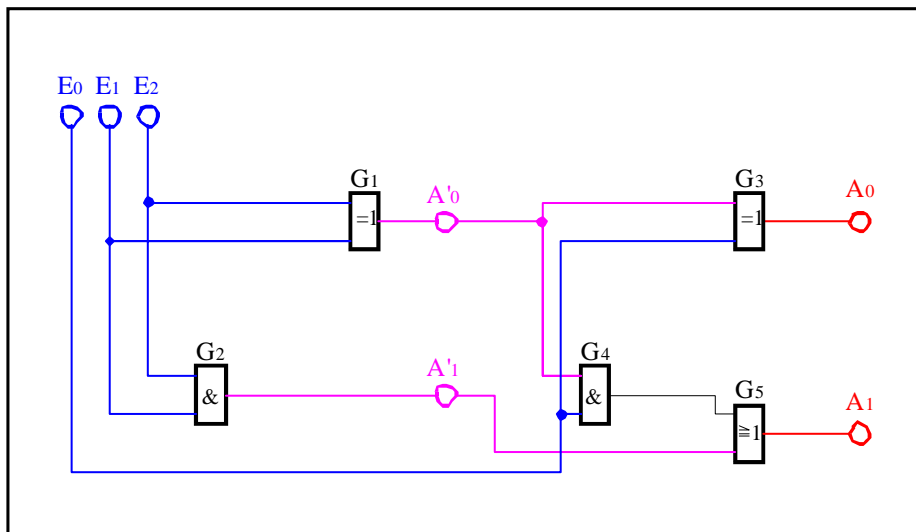 E0 E1 E2
G1 G3
A'0 A0
=1 =1
G2 G4
A'1 G5
& & A1
≧1